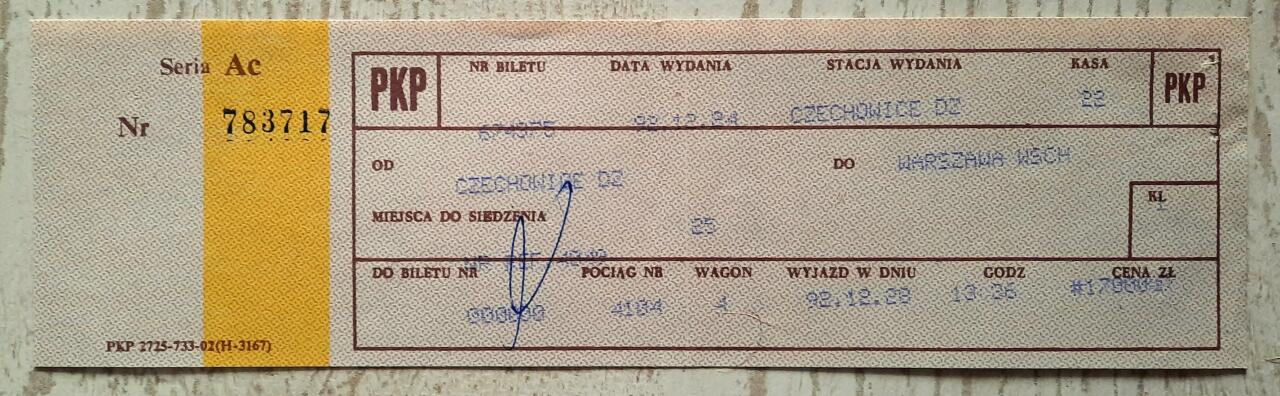 Seria Ac
Nr 783717
PKP 2725-733-02(H-3167)
PKP NR BILETU DATA WYDANIA STACJA WYDANIA KASA PKP
92.12.24 CZECHOWICE DZ 22
OD CZECHOWICE DZ DO WARSZAWA WSCH
MIEJSCA DO SIEDZENIA 25 KL 1
DO BILETU NR POCIĄG NR WAGON WYJAZD W DNIU GODZ CENA ZŁ
000000 4104 4 92.12.28 13 36